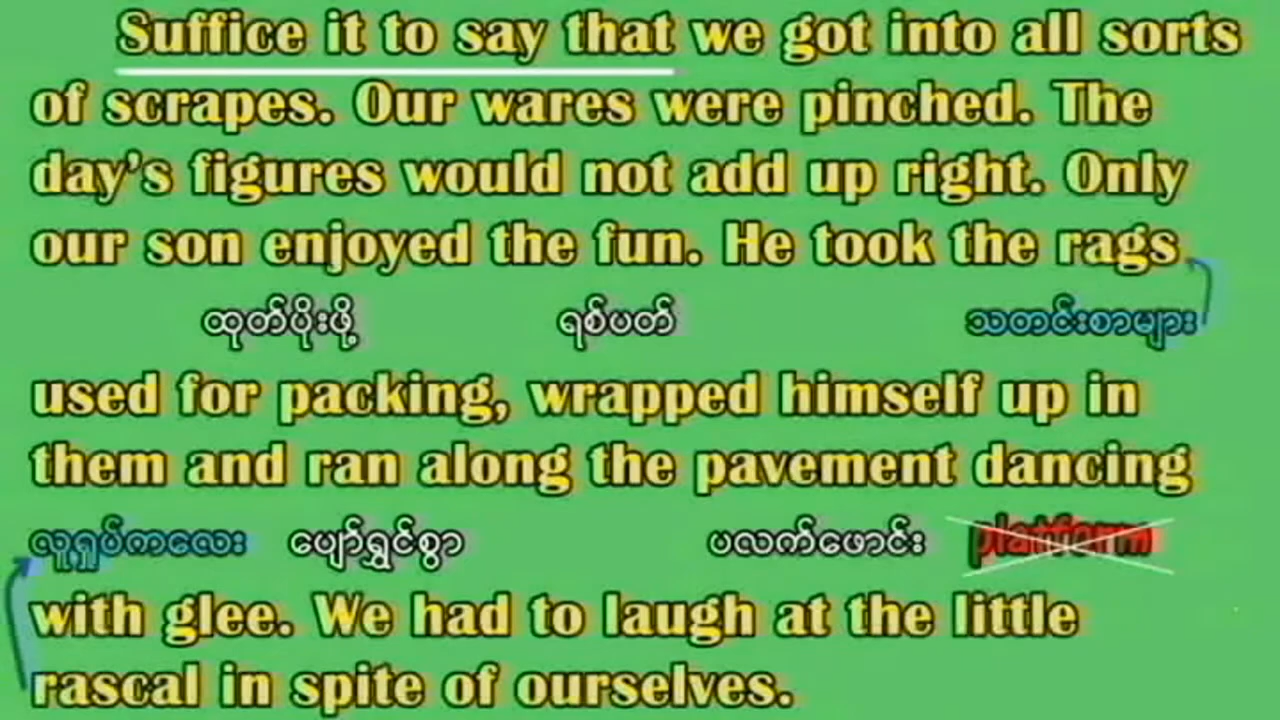 Suffice it to say that we got into all sorts
of scrapes. Our wares were pinched. The
day's figures would not add up right. Only
our son enjoyed the fun. He took the rags
ထုတ်ပိုးဖို့ ရစ်ပတ် သတင်းစာများ
used for packing, wrapped himself up in
them and ran along the pavement dancing
လူရှုပ်ကလေး ပျော်ရွှင်စွာ ပလက်ဖောင်း platform
with glee. We had to laugh at the little
rascal in spite of ourselves.